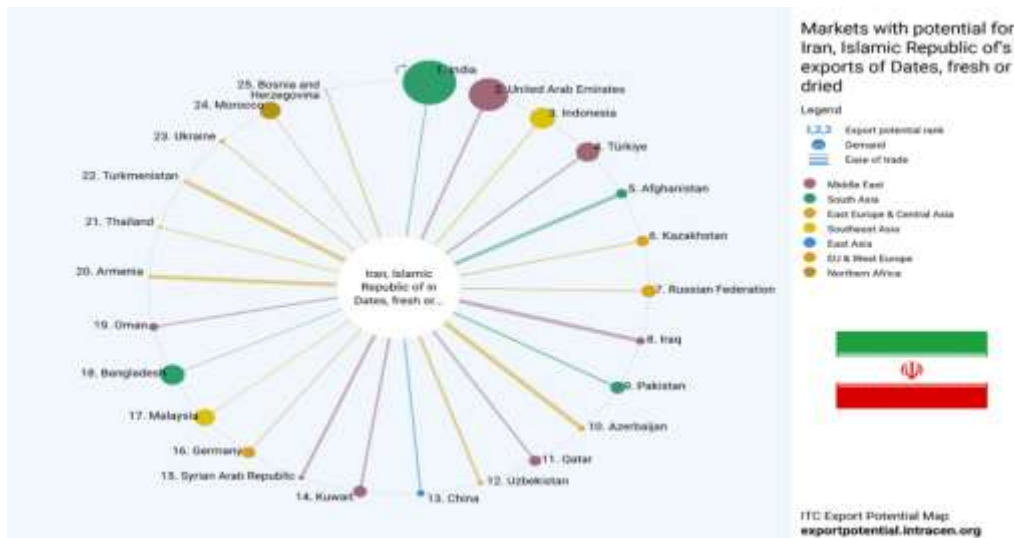 Markets with potential for
Iran, Islamic Republic of's
exports of Dates, fresh or
dried
Legend
1,2,3 Export potential rank
Demand
Ease of trade
Middle East
South Asia
East Europe & Central Asia
Southeast Asia
East Asia
EU & West Europe
Northern Africa
ITC Export Potential Map
exportpotential.intracen.org
Iran, Islamic
Republic of in
Dates, fresh or...
1. India
2. United Arab Emirates
3. Indonesia
4. Türkiye
5. Afghanistan
6. Kazakhstan
7. Russian Federation
8. Iraq
9. Pakistan
10. Azerbaijan
11. Qatar
12. Uzbekistan
13. China
14. Kuwait
15. Syrian Arab Republic
16. Germany
17. Malaysia
18. Bangladesh
19. Oman
20. Armenia
21. Thailand
22. Turkmenistan
23. Ukraine
24. Morocco
25. Bosnia and
Herzegovina